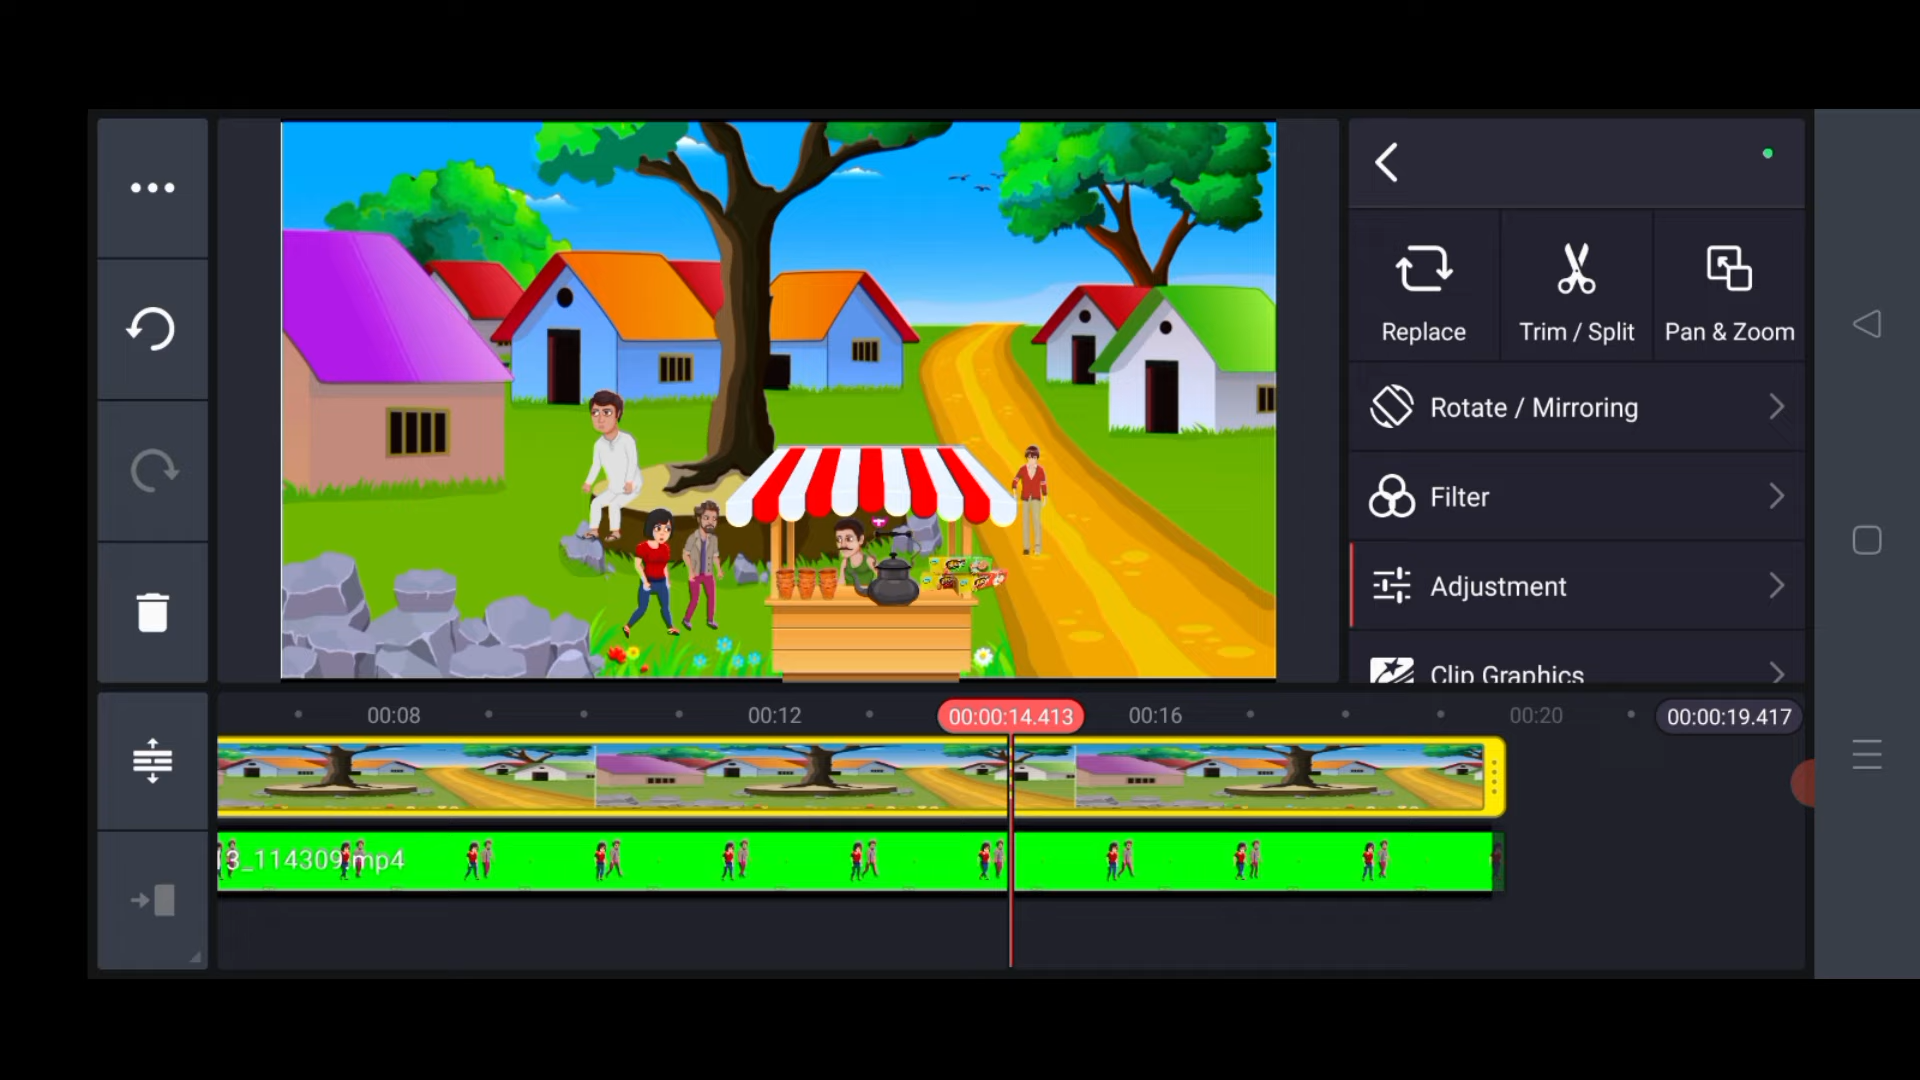 Replace
Trim / Split
Pan & Zoom
Rotate / Mirroring
Filter
Adjustment
Clip Graphics
00:08
00:12
00:00:14.413
00:16
00:20
00:00:19.417
3_114309.mp4